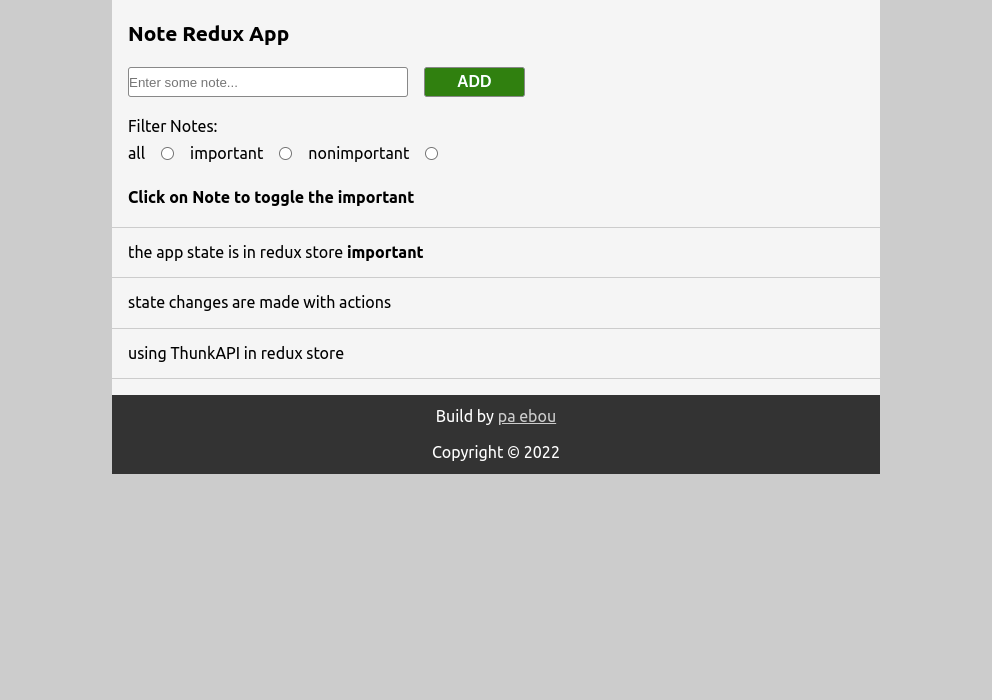 Note Redux App
Enter some note...
ADD
Filter Notes:
all important nonimportant
Click on Note to toggle the important
the app state is in redux store important
state changes are made with actions
using ThunkAPI in redux store
Build by pa ebou
Copyright © 2022